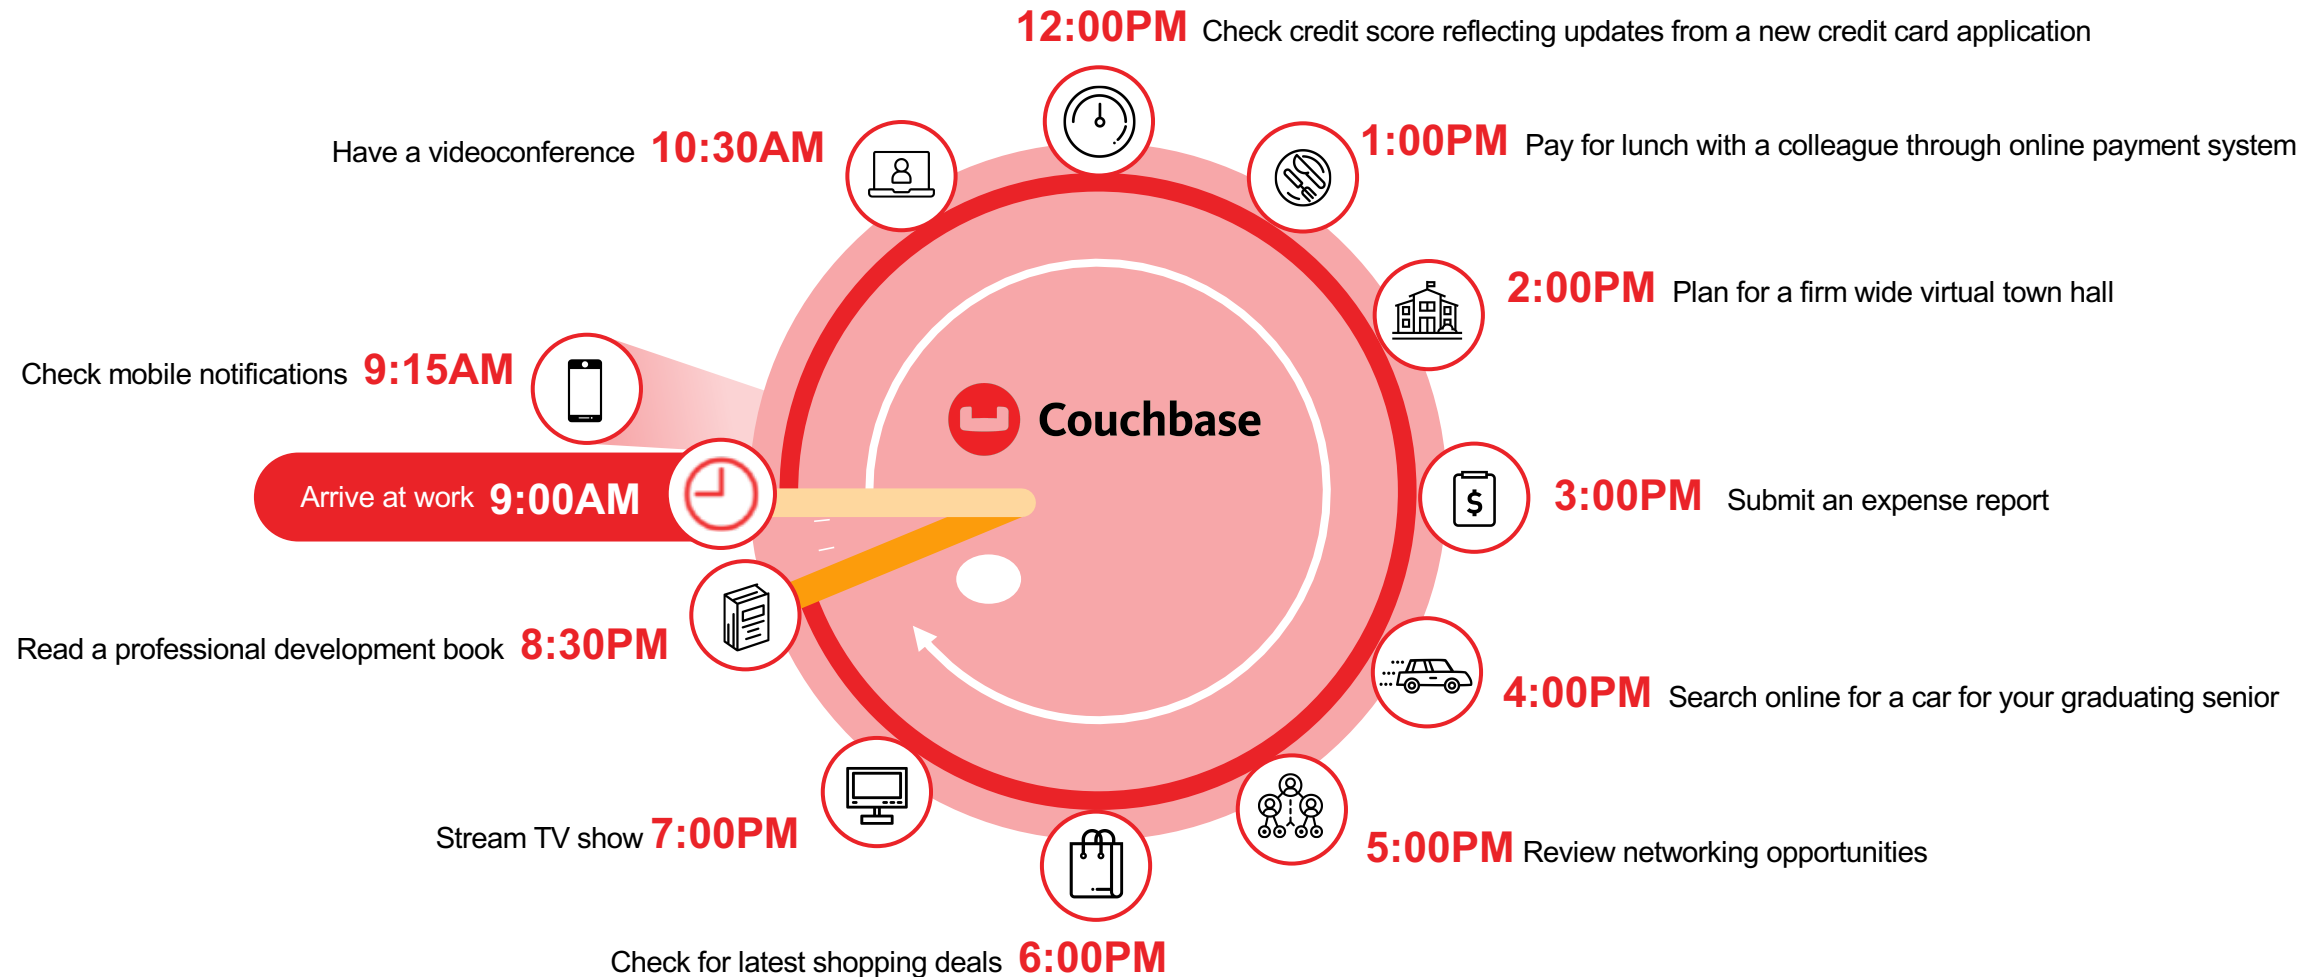 12:00PM Check credit score reflecting updates from a new credit card application
Have a videoconference 10:30AM
1:00PM Pay for lunch with a colleague through online payment system
2:00PM Plan for a firm wide virtual town hall
Check mobile notifications 9:15AM
Couchbase
Arrive at work 9:00AM
3:00PM Submit an expense report
$
Read a professional development book 8:30PM
4:00PM Search online for a car for your graduating senior
Stream TV show 7:00PM
5:00PM Review networking opportunities
Check for latest shopping deals 6:00PM